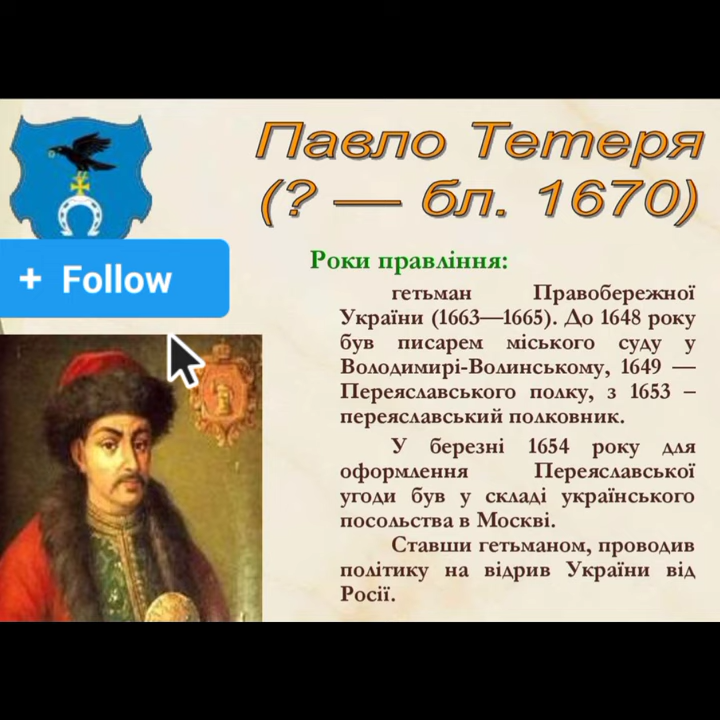 Павло Тетеря
(? — бл. 1670)
+ Follow
Роки правління:
гетьман Правобережної
України (1663—1665). До 1648 року
був писарем міського суду у
Володимирі-Волинському, 1649 —
Переяславського полку, з 1653 –
переяславський полковник.
У березні 1654 року для
оформлення Переяславської
угоди був у складі українського
посольства в Москві.
Ставши гетьманом, проводив
політику на відрив України від
Росії.